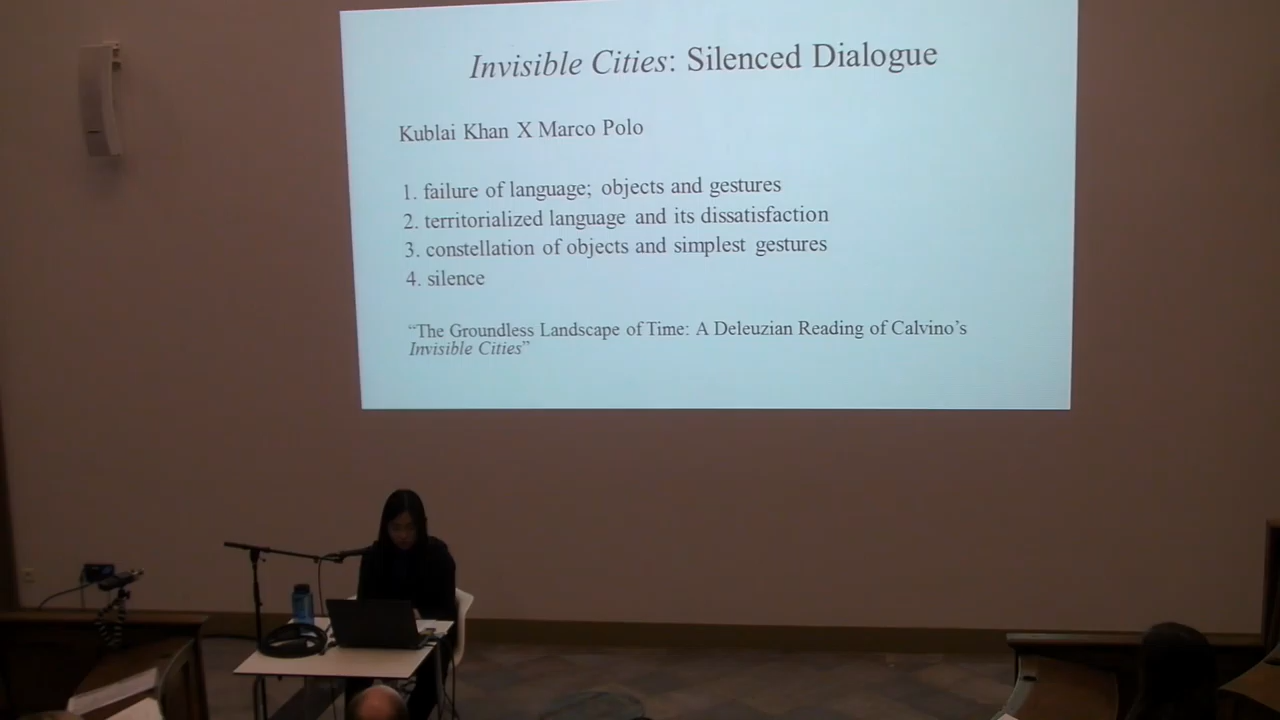 Invisible Cities: Silenced Dialogue
Kublai Khan X Marco Polo
1. failure of language; objects and gestures
2. territorialized language and its dissatisfaction
3. constellation of objects and simplest gestures
4. silence
“The Groundless Landscape of Time: A Deleuzian Reading of Calvino’s
Invisible Cities”